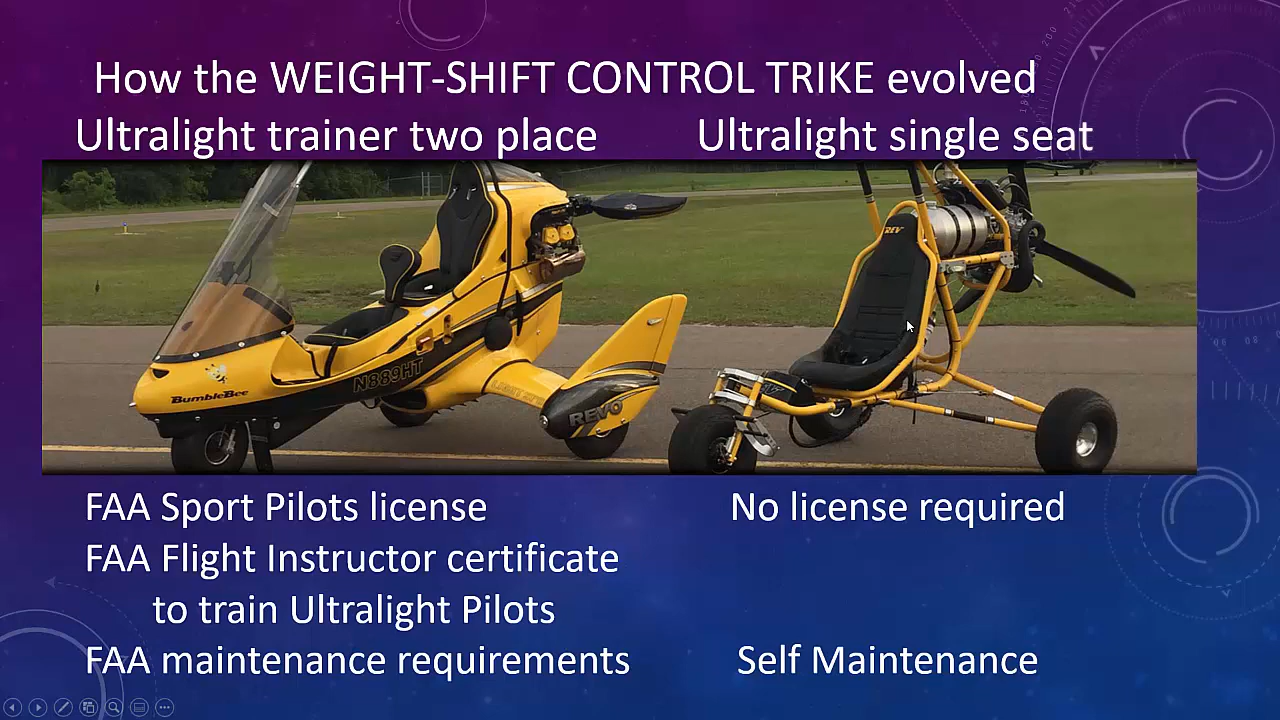 How the WEIGHT-SHIFT CONTROL TRIKE evolved
Ultralight trainer two place Ultralight single seat
REV
N889HT
BumbleBee
REVO
FAA Sport Pilots license No license required
FAA Flight Instructor certificate
to train Ultralight Pilots
FAA maintenance requirements Self Maintenance